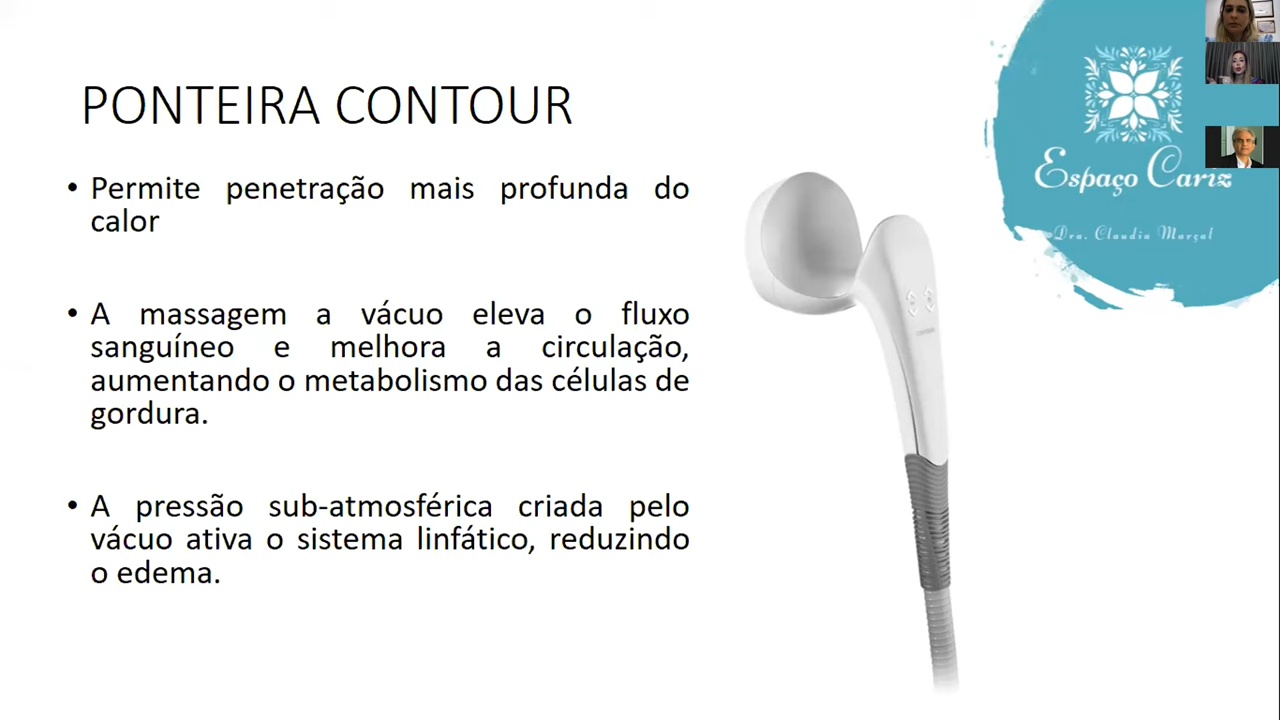 PONTEIRA CONTOUR
• Permite penetração mais profunda do
calor
• A massagem a vácuo eleva o fluxo
sanguíneo e melhora a circulação,
aumentando o metabolismo das células de
gordura.
• A pressão sub-atmosférica criada pelo
vácuo ativa o sistema linfático, reduzindo
o edema.
Espaço Cariz
Dra. Claudia Marçal
CONTOUR